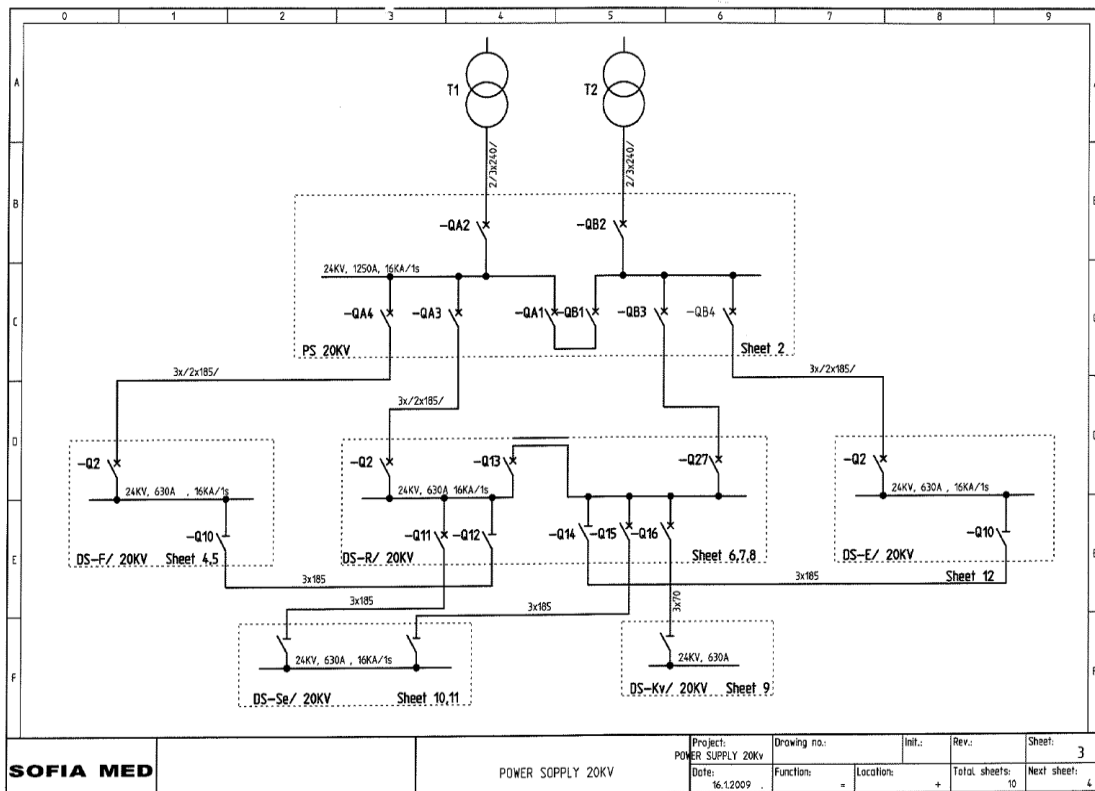 0 1 2 3 4 5 6 7 8 9
A
T1 T2
2/3x240/ 2/3x240/
B
-QA2 -QB2
24KV, 1250A, 16KA/1s
C
-QA4 -QA3 -QA1 -QB1 -QB3 -QB4
PS 20KV Sheet 2
3x/2x185/ 3x/2x185/ 3x/2x185/
D
-Q2 -Q2 -Q13 -Q27 -Q2
24KV, 630A , 16KA/1s 24KV, 630A 16KA/1s 24KV, 630A , 16KA/1s
-Q10 -Q11 -Q12 -Q14 -Q15 -Q16 -Q10
E
DS-F/ 20KV Sheet 4,5 DS-R/ 20KV Sheet 6,7,8 DS-E/ 20KV
Sheet 12
3x185 3x185
3x185 3x185 3x70
F
24KV, 630A , 16KA/1s 24KV, 630A
DS-Se/ 20KV Sheet 10,11 DS-Kv/ 20KV Sheet 9
SOFIA MED
POWER SOPPLY 20KV
Project: Drawing no.: Init.: Rev.: Sheet:
POWER SUPPLY 20Kv 3
Date: Function: Location: Total sheets: Next sheet:
16.1.2009 . = + 10 4